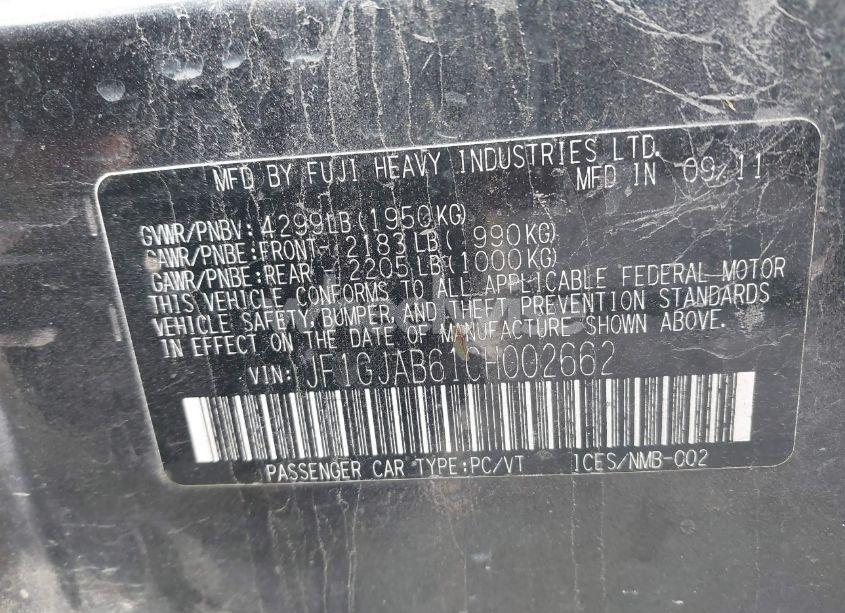 MFD BY FUJI HEAVY INDUSTRIES LTD.
MFD IN 09/11
GVWR/PNBV: 4299LB(1950KG)
GAWR/PNBE:FRONT- 2183LB( 990KG)
GAWR/PNBE:REAR - 2205LB(1000KG)
THIS VEHICLE CONFORMS TO ALL APPLICABLE FEDERAL MOTOR
VEHICLE SAFETY, BUMPER, AND THEFT PREVENTION STANDARDS
IN EFFECT ON THE DATE OF MANUFACTURE SHOWN ABOVE.
VIN: JF1GJAB61CH002662
PASSENGER CAR TYPE:PC/VT ICES/NMB-002